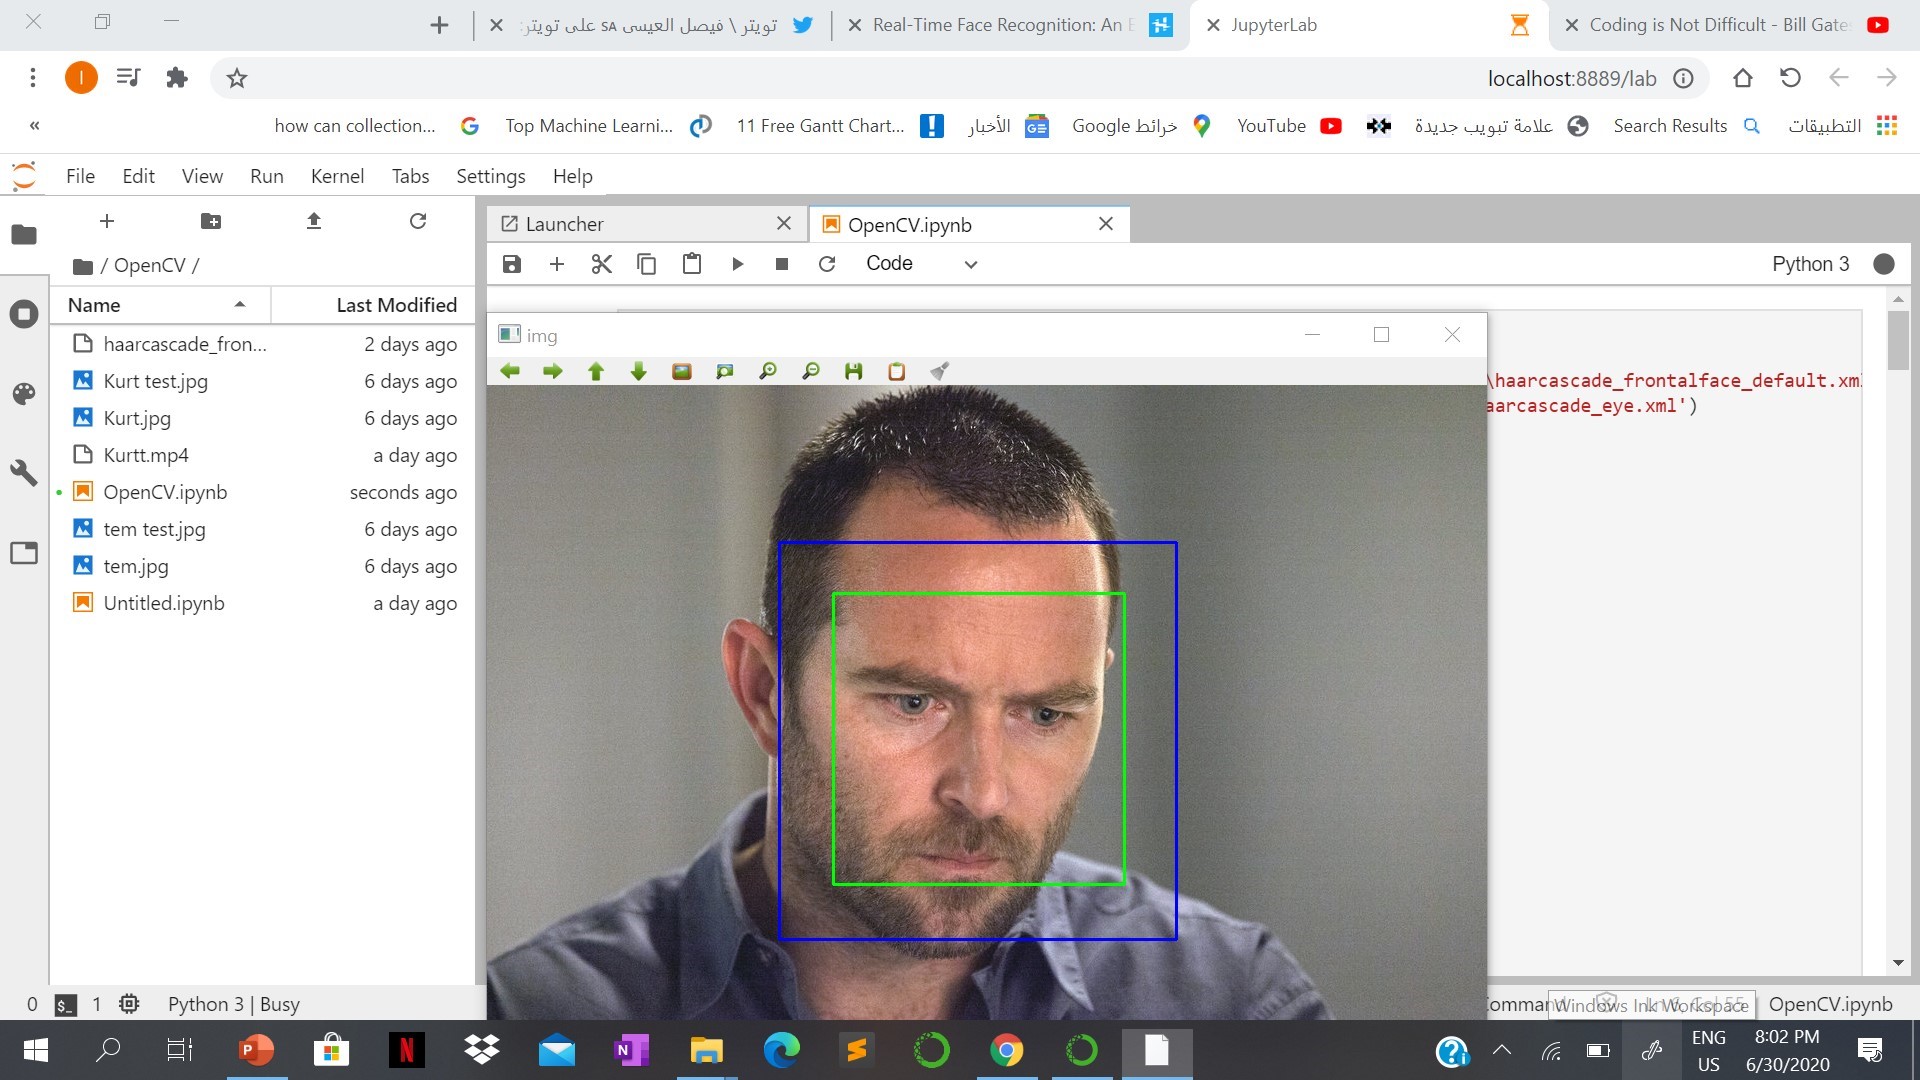 تويتر \ فيصل العيسى SA على تويتر:
Real-Time Face Recognition: An E
JupyterLab
Coding is Not Difficult - Bill Gate
I
localhost:8889/lab
«
how can collection...
Top Machine Learni...
11 Free Gantt Chart...
الأخبار
خرائط Google
YouTube
علامة تبويب جديدة
Search Results
التطبيقات
File Edit View Run Kernel Tabs Settings Help
Launcher
OpenCV.ipynb
/ OpenCV /
Code
Python 3
Name Last Modified
haarcascade_fron... 2 days ago
Kurt test.jpg 6 days ago
Kurt.jpg 6 days ago
Kurtt.mp4 a day ago
OpenCV.ipynb seconds ago
tem test.jpg 6 days ago
tem.jpg 6 days ago
Untitled.ipynb a day ago
img
\haarcascade_frontalface_default.xml
aarcascade_eye.xml')
0 $_ 1 Python 3 | Busy
Windows Ink Workspace
OpenCV.ipynb
ENG
US
8:02 PM
6/30/2020